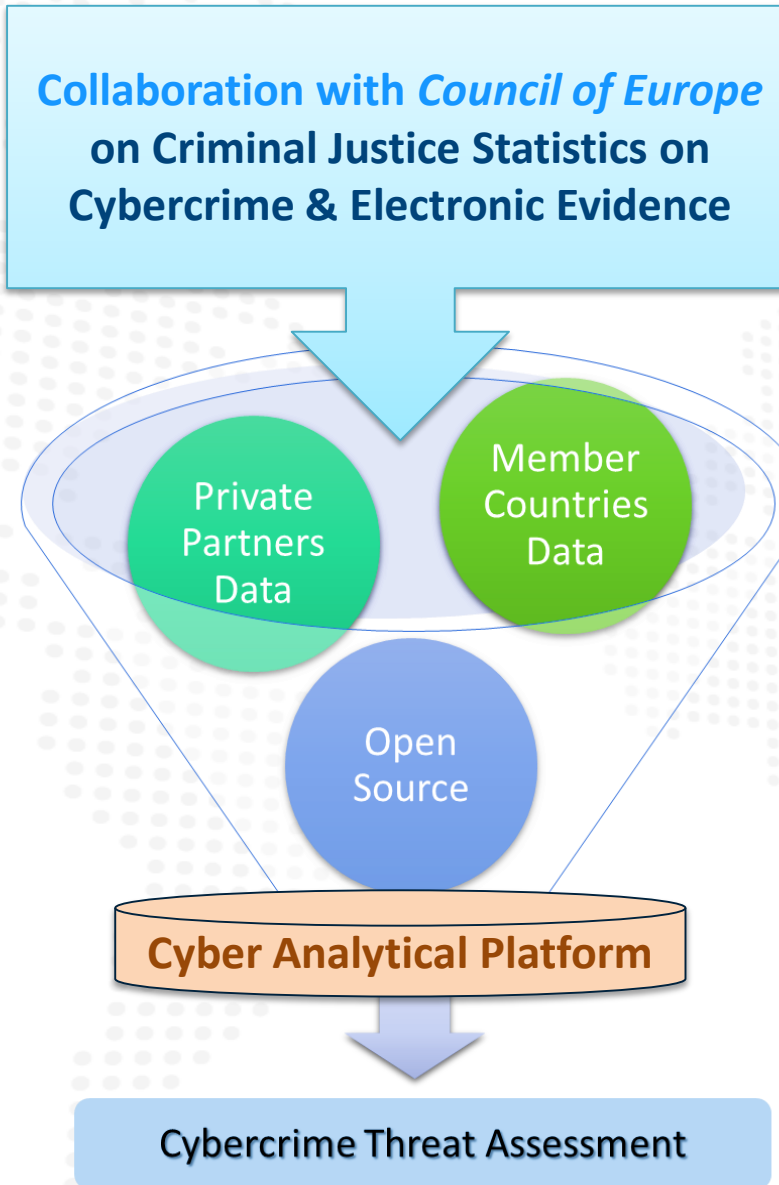 Collaboration with Council of Europe
on Criminal Justice Statistics on
Cybercrime & Electronic Evidence
Private
Partners
Data
Member
Countries
Data
Open
Source
Cyber Analytical Platform
Cybercrime Threat Assessment